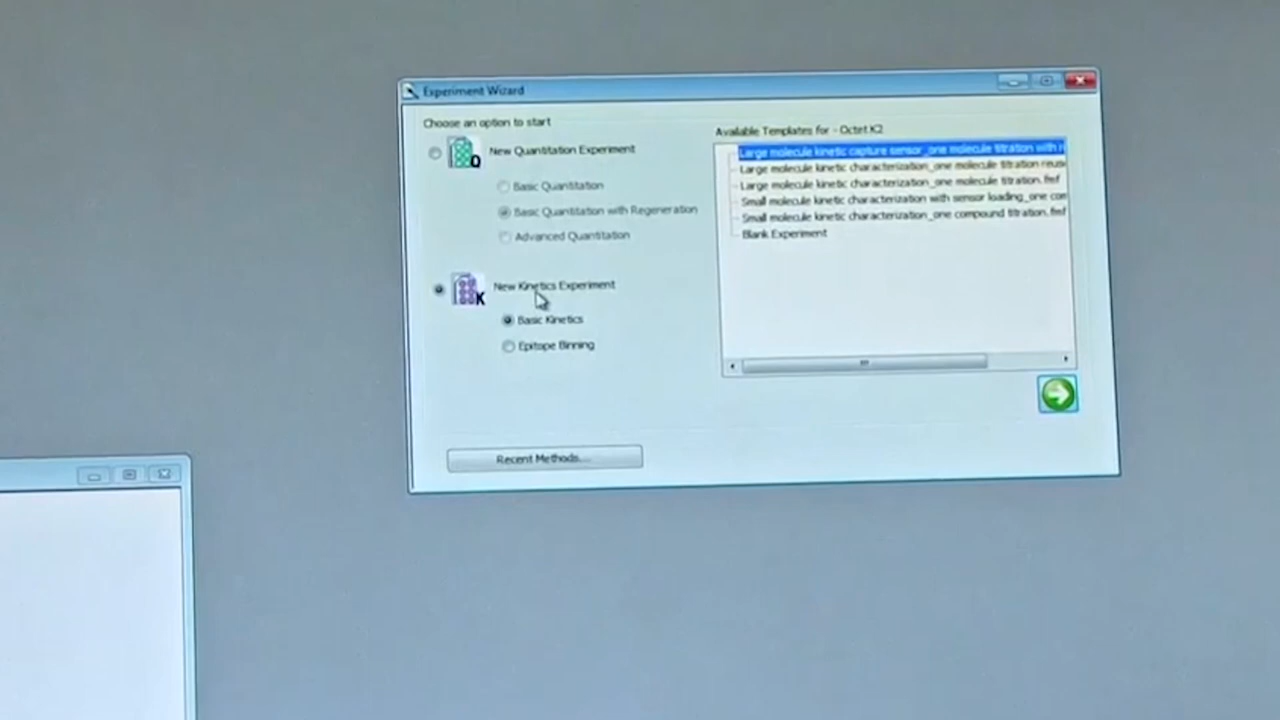 Experiment Wizard
Choose an option to start
New Quantitation Experiment
Basic Quantitation
Basic Quantitation with Regeneration
Advanced Quantitation
New Kinetics Experiment
Basic Kinetics
Epitope Binning
Recent Methods...
Available Templates for - Octet K2
Large molecule kinetic capture sensor_one molecule titration with r
Large molecule kinetic characterization_one molecule titration reuse
Large molecule kinetic characterization_one molecule titration.fmf
Small molecule kinetic characterization with sensor loading_one com
Small molecule kinetic characterization_one compound titration.fmf
Blank Experiment
Q
K